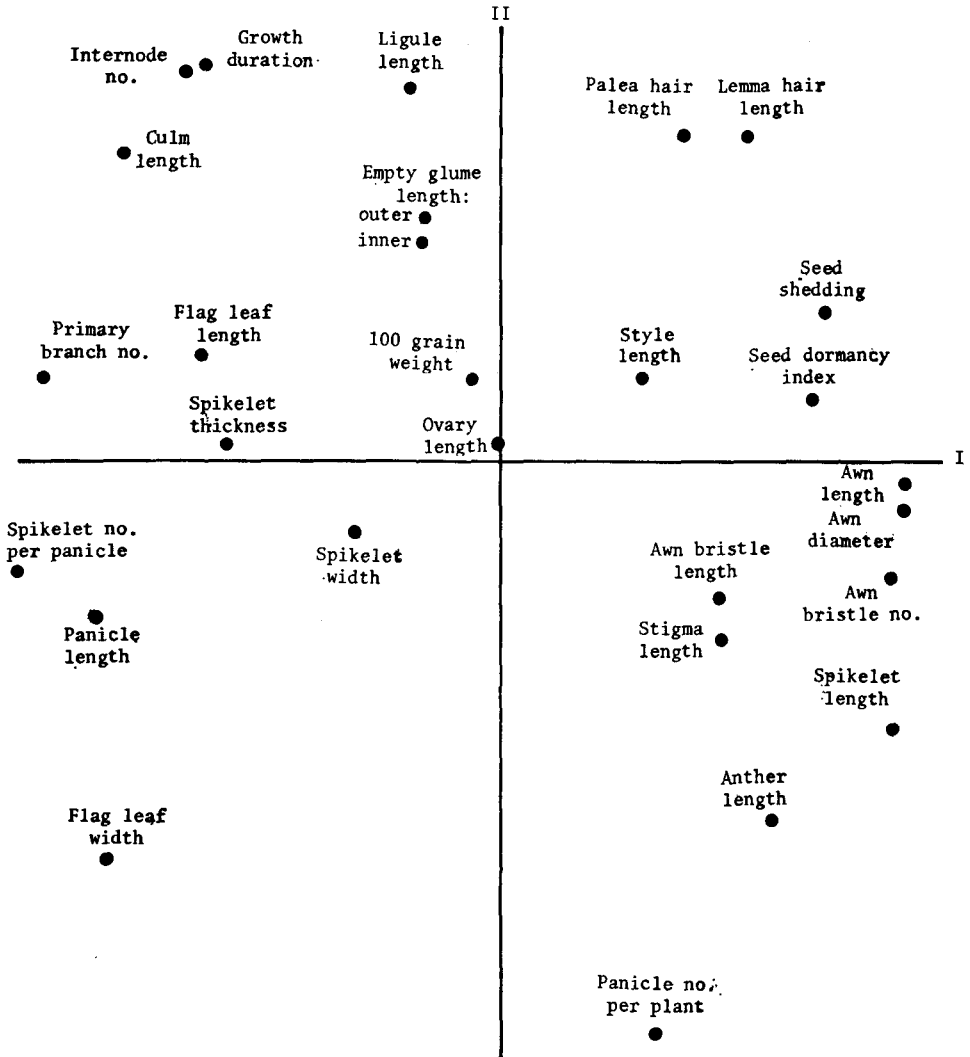 II
Internode
no.
Growth
duration
Ligule
length
Palea hair
length
Lemma hair
length
Culm
length
Empty glume
length:
outer
inner
Seed
shedding
Primary
branch no.
Flag leaf
length
100 grain
weight
Style
length
Seed dormancy
index
Spikelet
thickness
Ovary
length
I
Awn
length
Spikelet no.
per panicle
Spikelet
width
Awn
diameter
Awn bristle
length
Awn
bristle no.
Panicle
length
Stigma
length
Spikelet
length
Anther
length
Flag leaf
width
Panicle no.
per plant